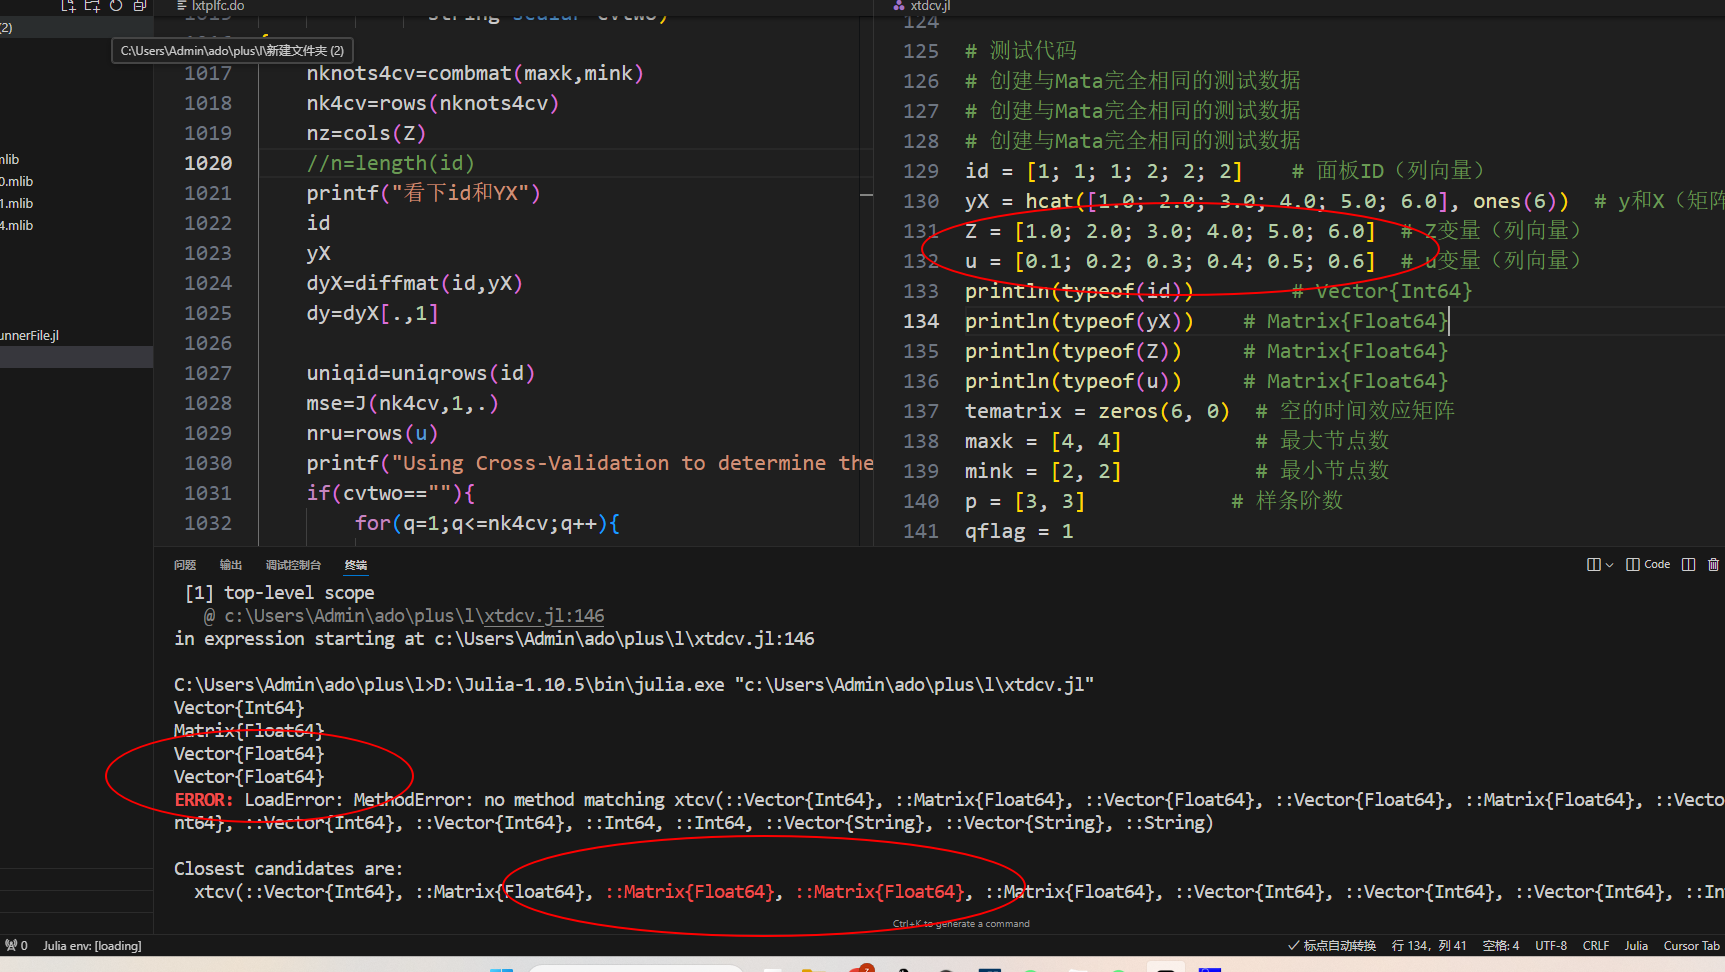 lxtplfc.do
xtdcv.jl
(2)
C:\Users\Admin\ado\plus\l\新建文件夹 (2)
mlib
0.mlib
1.mlib
4.mlib
unnerFile.jl
string scalar cvtwo)
1016 {
1017 nknots4cv=combmat(maxk,mink)
1018 nk4cv=rows(nknots4cv)
1019 nz=cols(Z)
1020 //n=length(id)
1021 printf("看下id和YX")
1022 id
1023 yX
1024 dyX=diffmat(id,yX)
1025 dy=dyX[.,1]
1026
1027 uniqid=uniqrows(id)
1028 mse=J(nk4cv,1,.)
1029 nru=rows(u)
1030 printf("Using Cross-Validation to determine the
1031 if(cvtwo==""){
1032 for(q=1;q<=nk4cv;q++){
124
125 # 测试代码
126 # 创建与Mata完全相同的测试数据
127 # 创建与Mata完全相同的测试数据
128 # 创建与Mata完全相同的测试数据
129 id = [1; 1; 1; 2; 2; 2] # 面板ID（列向量）
130 yX = hcat([1.0; 2.0; 3.0; 4.0; 5.0; 6.0], ones(6)) # y和X（矩阵
131 Z = [1.0; 2.0; 3.0; 4.0; 5.0; 6.0] # Z变量（列向量）
132 u = [0.1; 0.2; 0.3; 0.4; 0.5; 0.6] # u变量（列向量）
133 println(typeof(id)) # Vector{Int64}
134 println(typeof(yX)) # Matrix{Float64}
135 println(typeof(Z)) # Matrix{Float64}
136 println(typeof(u)) # Matrix{Float64}
137 tematrix = zeros(6, 0) # 空的时间效应矩阵
138 maxk = [4, 4] # 最大节点数
139 mink = [2, 2] # 最小节点数
140 p = [3, 3] # 样条阶数
141 qflag = 1
问题 输出 调试控制台 终端
Code
[1] top-level scope
@ c:\Users\Admin\ado\plus\l\xtdcv.jl:146
in expression starting at c:\Users\Admin\ado\plus\l\xtdcv.jl:146
C:\Users\Admin\ado\plus\l>D:\Julia-1.10.5\bin\julia.exe "c:\Users\Admin\ado\plus\l\xtdcv.jl"
Vector{Int64}
Matrix{Float64}
Vector{Float64}
Vector{Float64}
ERROR: LoadError: MethodError: no method matching xtcv(::Vector{Int64}, ::Matrix{Float64}, ::Vector{Float64}, ::Vector{Float64}, ::Matrix{Float64}, ::Vecto
nt64}, ::Vector{Int64}, ::Vector{Int64}, ::Int64, ::Int64, ::Vector{String}, ::Vector{String}, ::String)
Closest candidates are:
xtcv(::Vector{Int64}, ::Matrix{Float64}, ::Matrix{Float64}, ::Matrix{Float64}, ::Matrix{Float64}, ::Vector{Int64}, ::Vector{Int64}, ::Vector{Int64}, ::In
Ctrl+K to generate a command
0 Julia env: [loading]
标点自动转换 行 134，列 41 空格: 4 UTF-8 CRLF Julia Cursor Tab